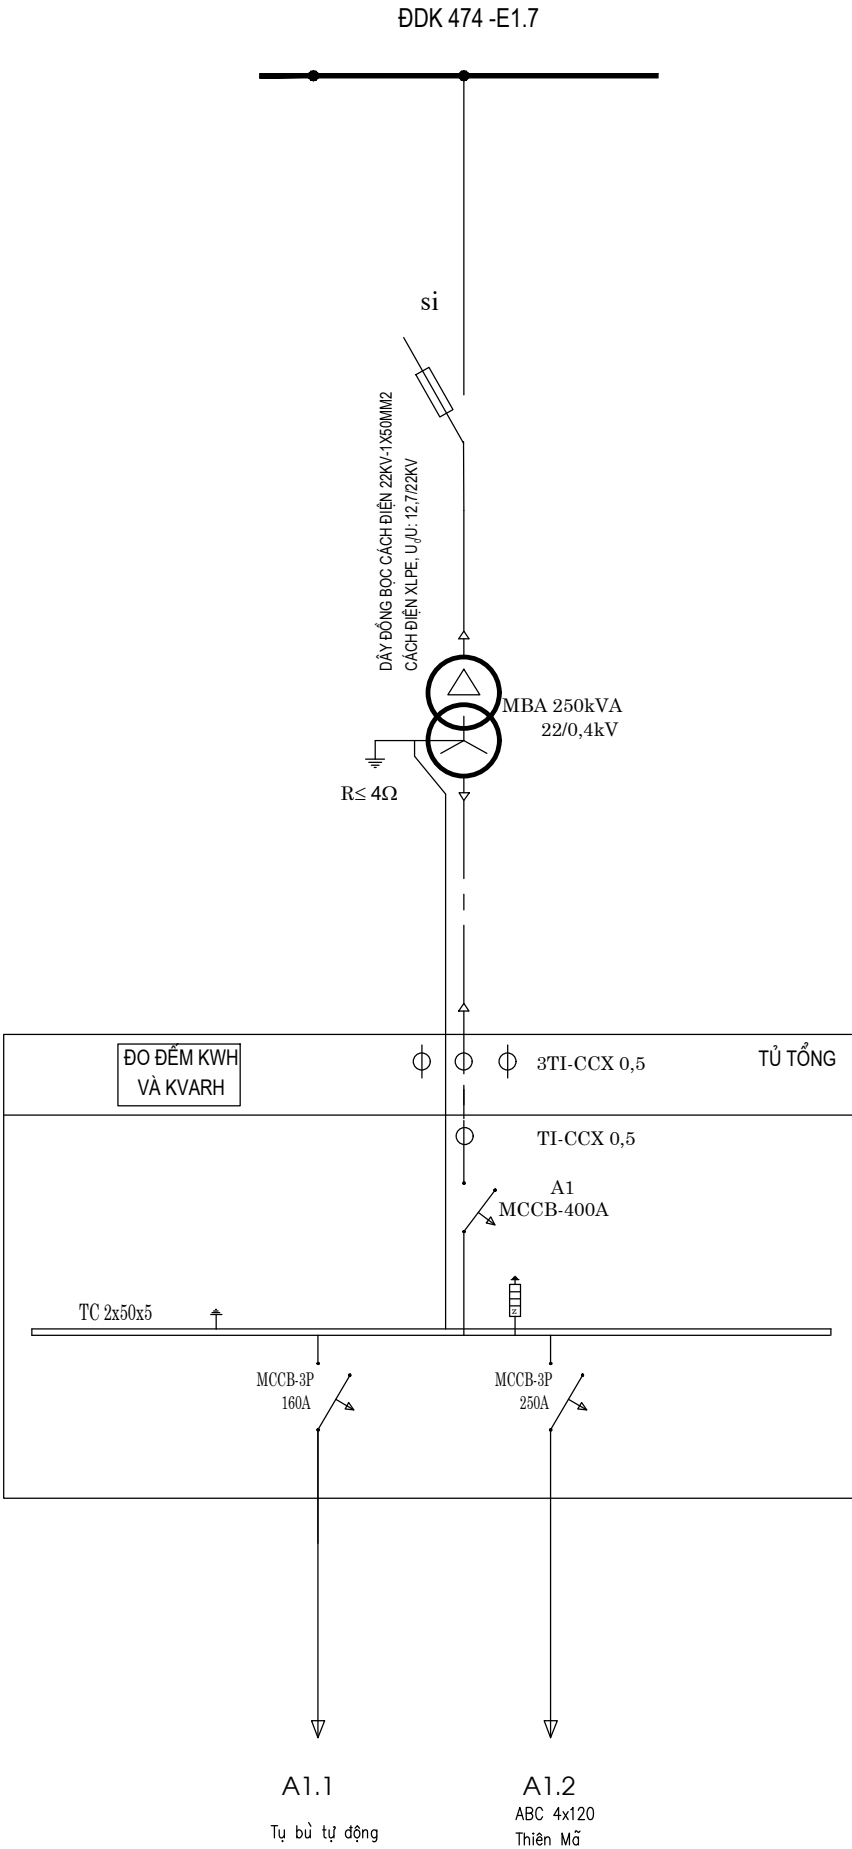 ĐDK 474 -E1.7
si
DÂY ĐỒNG BỌC CÁCH ĐIỆN 22KV-1X50MM2
CÁCH ĐIỆN XLPE, U₀/U: 12,7/22KV
MBA 250kVA
22/0,4kV
R≤ 4Ω
ĐO ĐẾM KWH
VÀ KVARH
3TI-CCX 0,5
TỦ TỔNG
TI-CCX 0,5
A1
MCCB-400A
TC 2x50x5
z
MCCB-3P
160A
MCCB-3P
250A
A1.1
Tụ bù tự động
A1.2
ABC 4x120
Thiên Mã